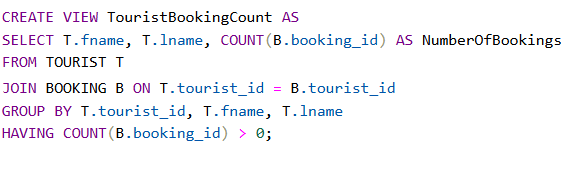 CREATE VIEW TouristBookingCount AS
SELECT T.fname, T.lname, COUNT(B.booking_id) AS NumberOfBookings
FROM TOURIST T
JOIN BOOKING B ON T.tourist_id = B.tourist_id
GROUP BY T.tourist_id, T.fname, T.lname
HAVING COUNT(B.booking_id) > 0;